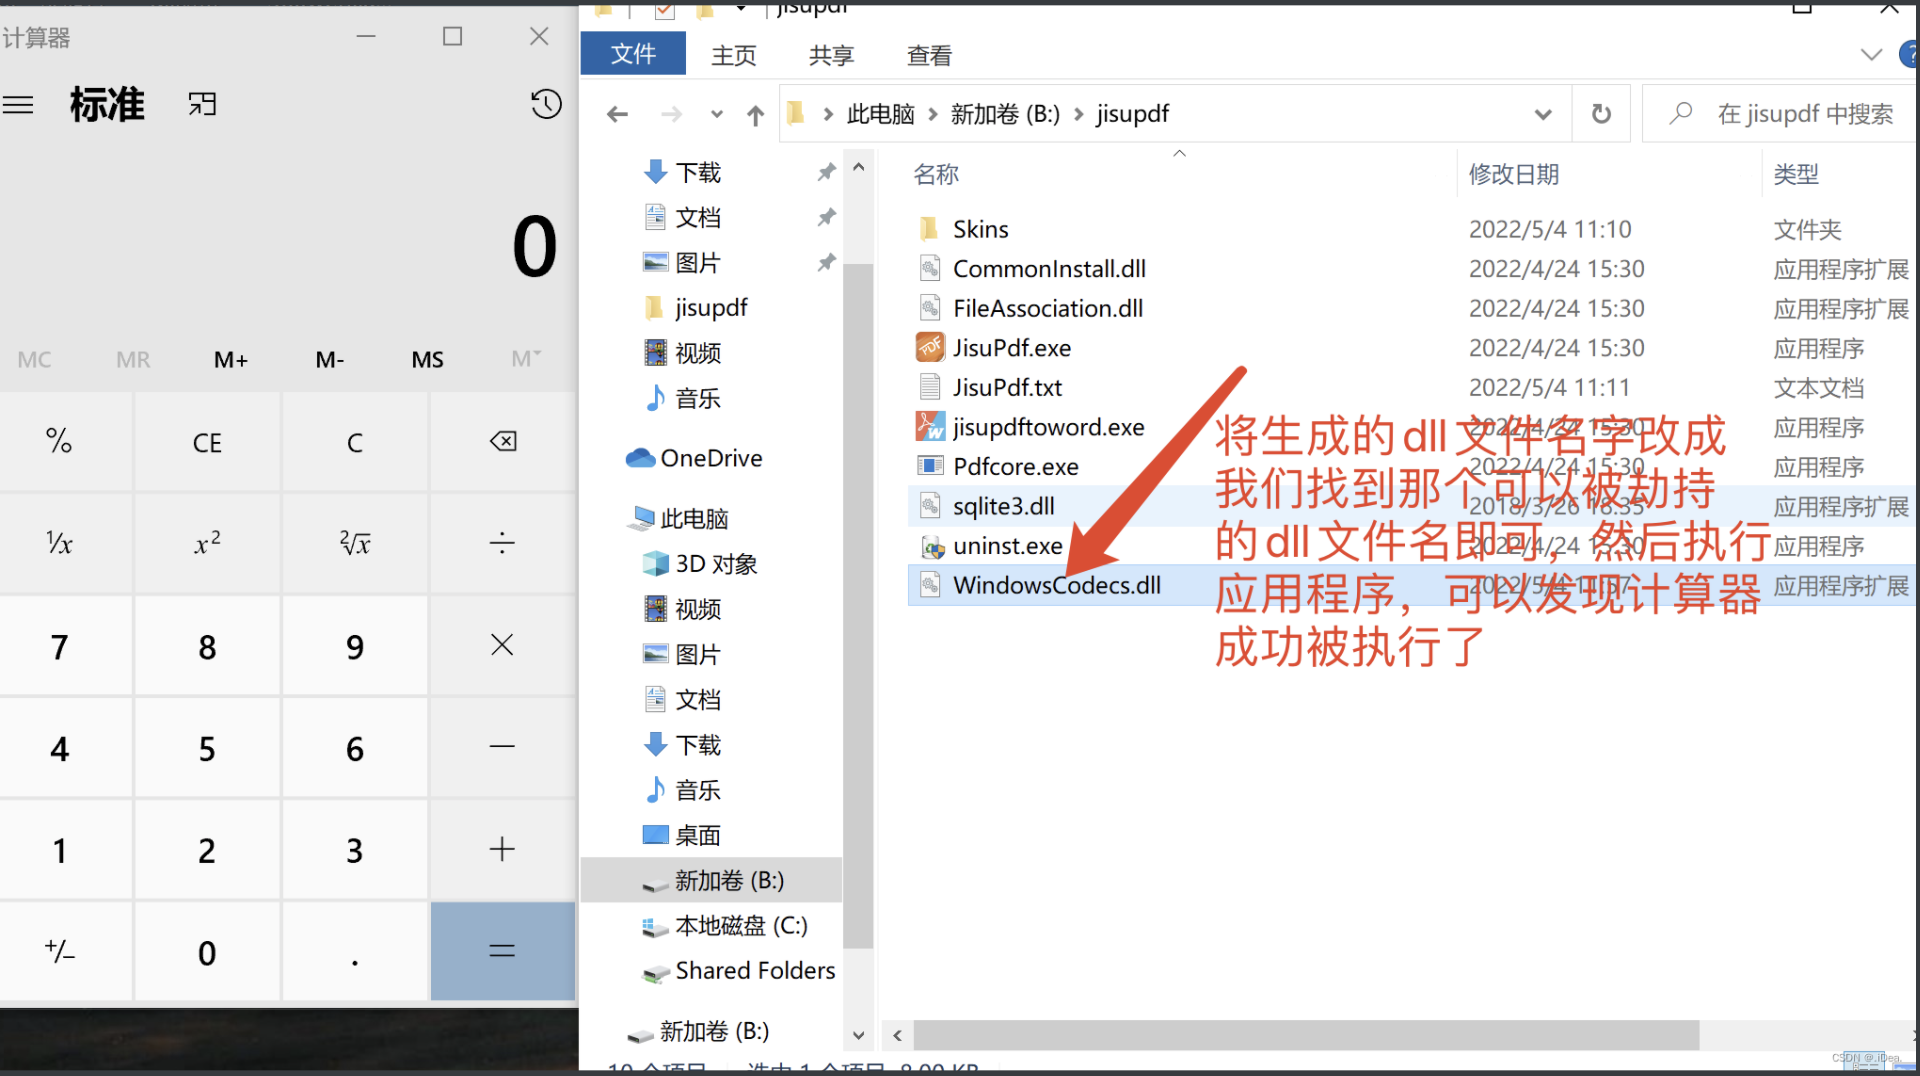 计算器
标准
0
MC MR M+ M- MS M
% CE C
¹/x x² ²√x ÷
7 8 9 ×
4 5 6 −
1 2 3 +
+/− 0 . =
jisupdf
文件 主页 共享 查看
此电脑 新加卷 (B:) jisupdf
在 jisupdf 中搜索
下载
文档
图片
jisupdf
视频
音乐
OneDrive
此电脑
3D 对象
视频
图片
文档
下载
音乐
桌面
新加卷 (B:)
本地磁盘 (C:)
Shared Folders
新加卷 (B:)
名称 修改日期 类型
Skins 2022/5/4 11:10 文件夹
CommonInstall.dll 2022/4/24 15:30 应用程序扩展
FileAssociation.dll 2022/4/24 15:30 应用程序扩展
JisuPdf.exe 2022/4/24 15:30 应用程序
JisuPdf.txt 2022/5/4 11:11 文本文档
jisupdftoword.exe 2022/4/24 15:30 应用程序
Pdfcore.exe 2022/4/24 15:30 应用程序
sqlite3.dll 2018/3/26 18:35 应用程序扩展
uninst.exe 2022/4/24 15:30 应用程序
WindowsCodecs.dll 2022/5/4 11:57 应用程序扩展
将生成的dll文件名字改成
我们找到那个可以被劫持
的dll文件名即可，然后执行
应用程序，可以发现计算器
成功被执行了
10 个项目 选中 1 个项目 8.00 KB
CSDN @.iDea.